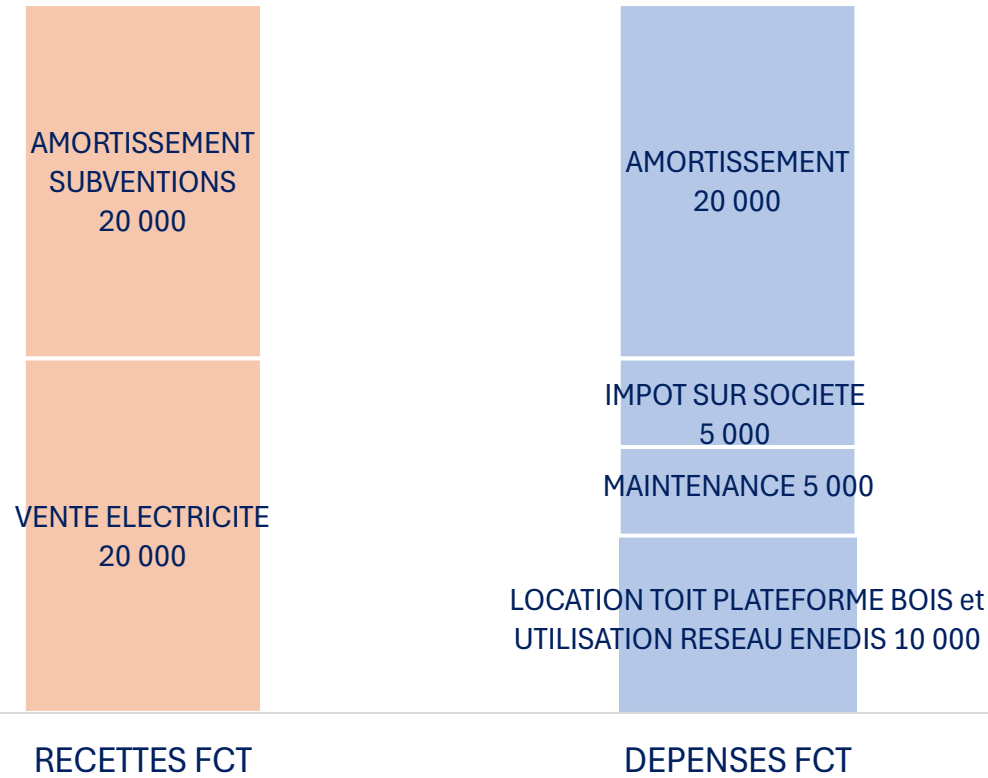 AMORTISSEMENT
SUBVENTIONS
20 000
VENTE ELECTRICITE
20 000
RECETTES FCT
AMORTISSEMENT
20 000
IMPOT SUR SOCIETE
5 000
MAINTENANCE 5 000
LOCATION TOIT PLATEFORME BOIS et
UTILISATION RESEAU ENEDIS 10 000
DEPENSES FCT